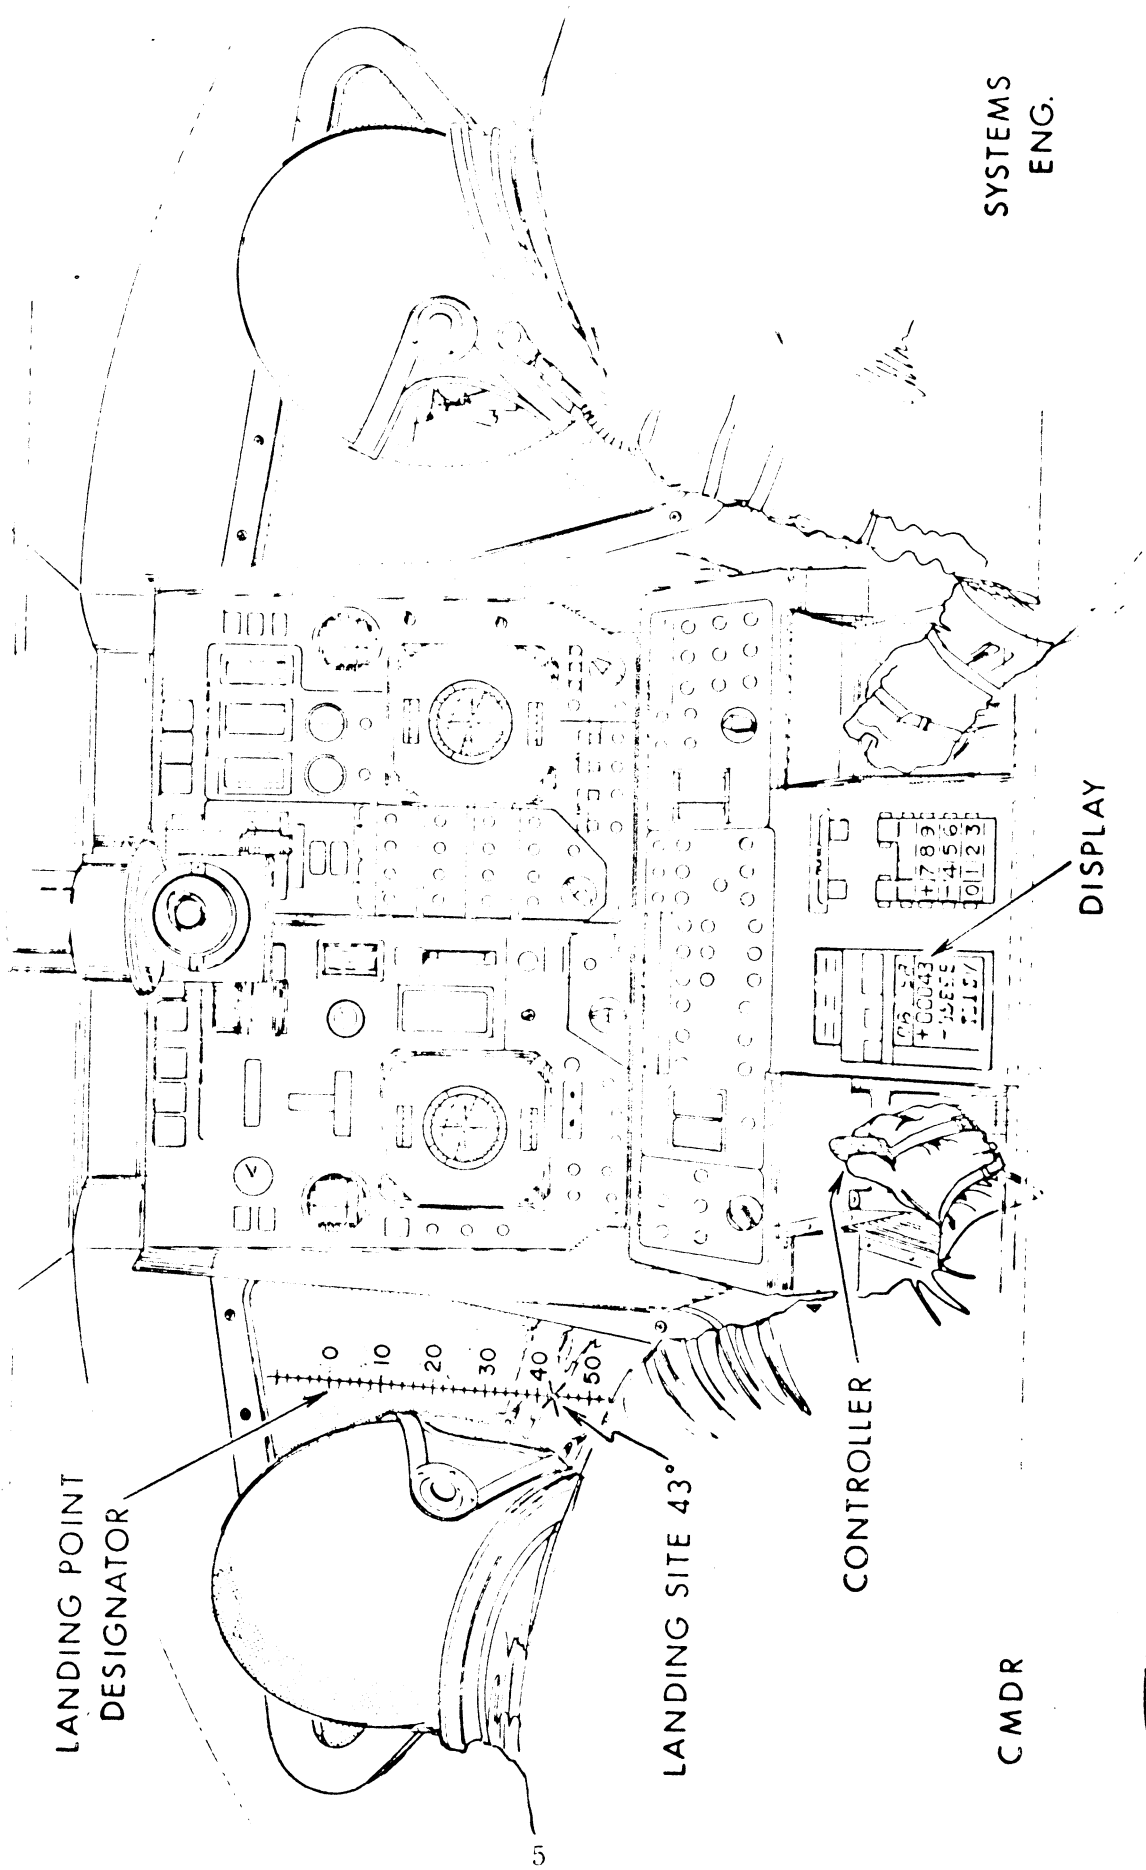 LANDING POINT
DESIGNATOR
0
10
20
30
40
50
LANDING SITE 43°
CONTROLLER
CMDR
DISPLAY
+00043
+ 7 8 9
- 4 5 6
0 1 2 3
SYSTEMS
ENG.
5